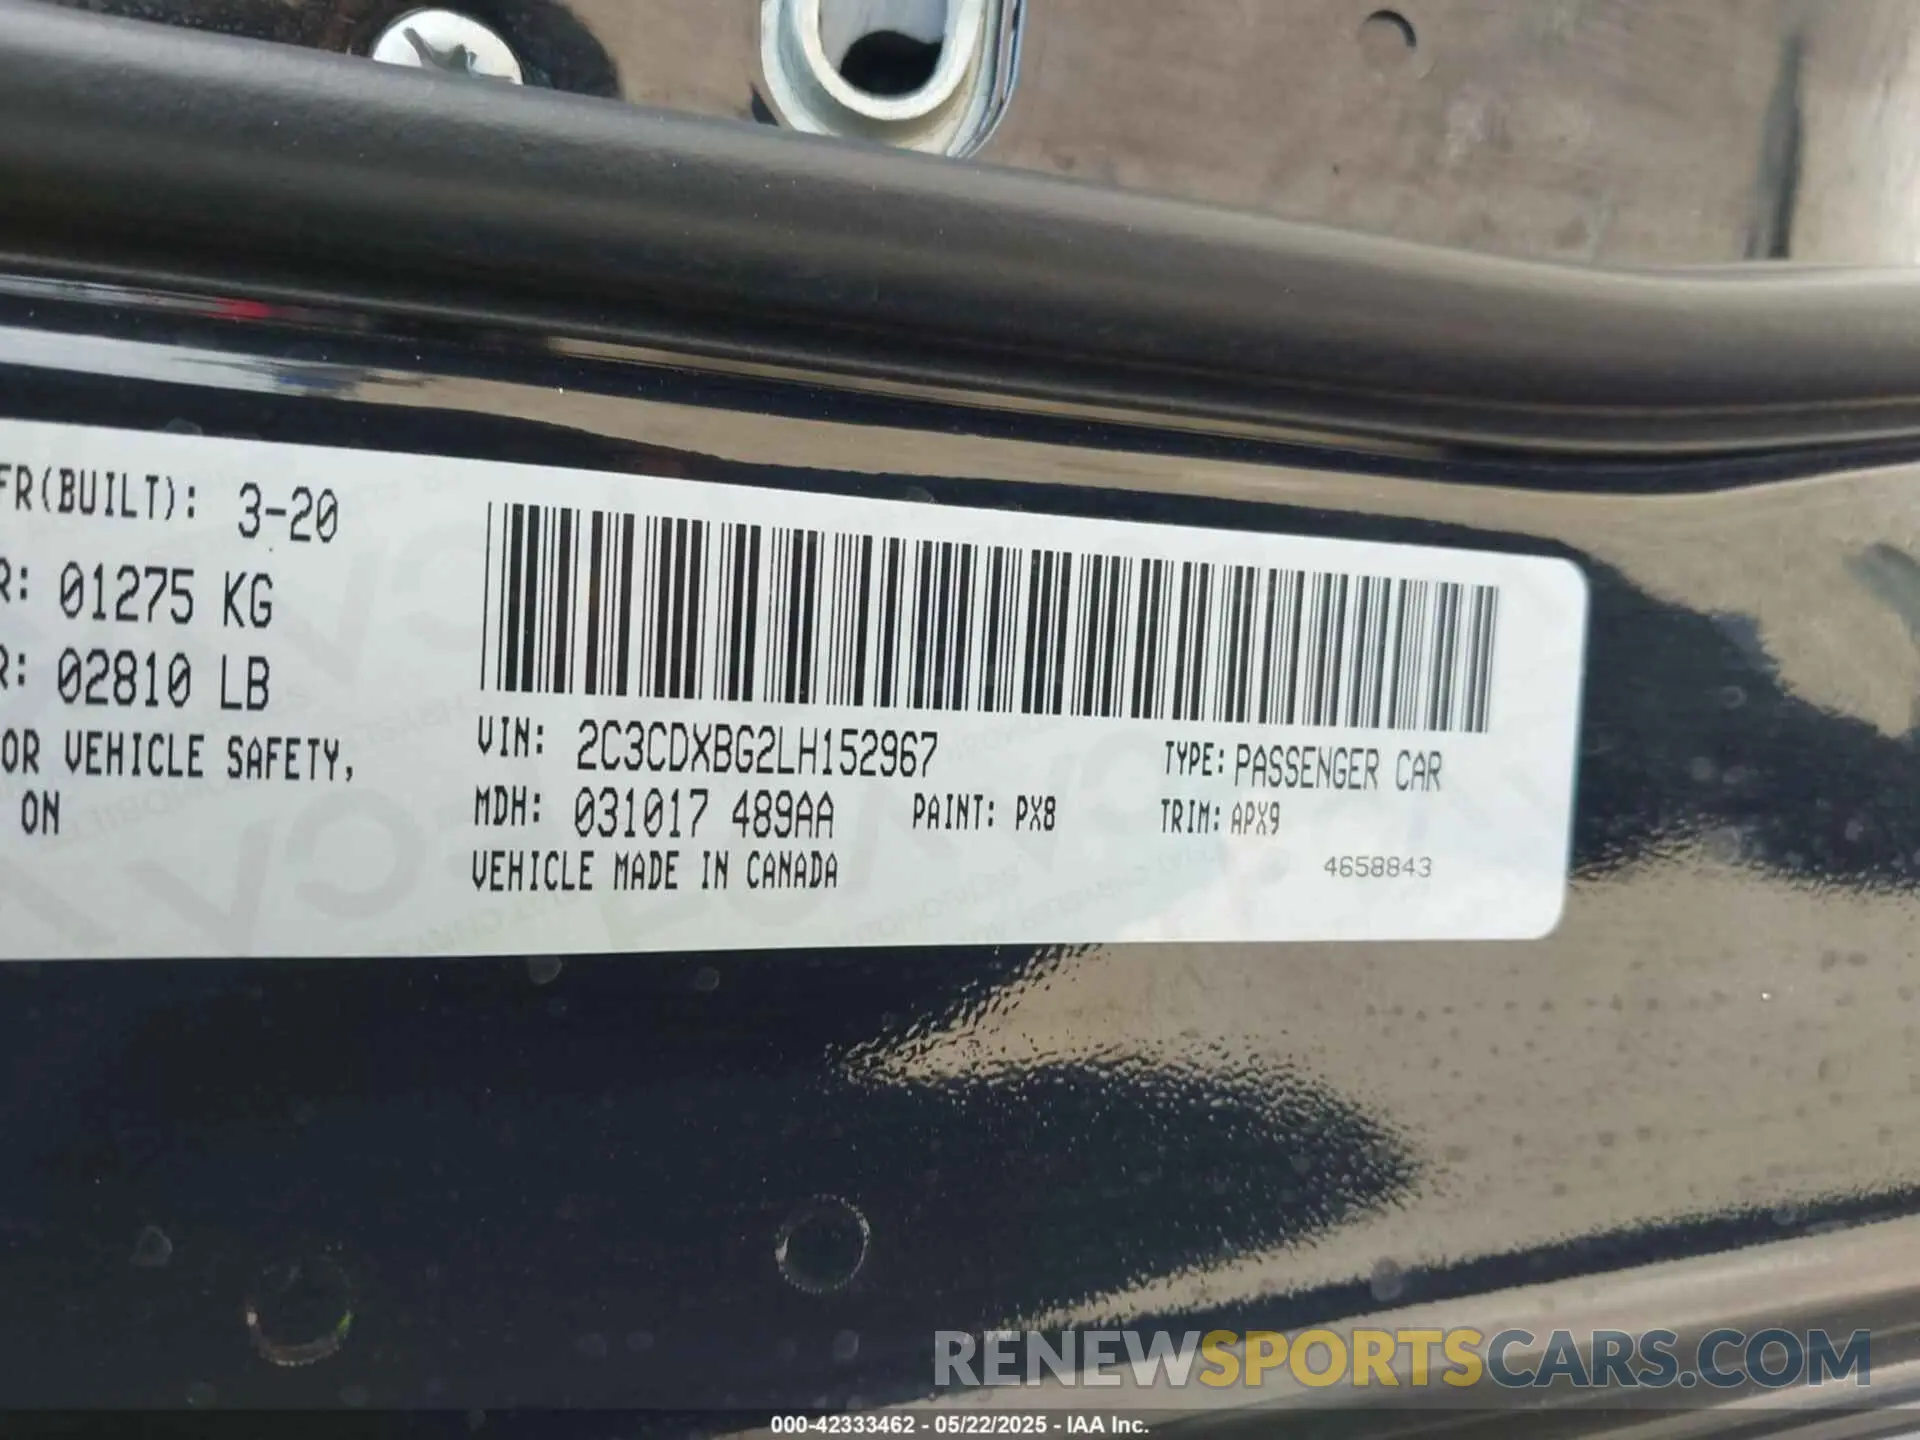 FR(BUILT): 3-20
R: 01275 KG
R: 02810 LB
OR VEHICLE SAFETY,
ON
VIN: 2C3CDXBG2LH152967 TYPE: PASSENGER CAR
MDH: 031017 489AA PAINT: PX8 TRIM: APX9
VEHICLE MADE IN CANADA
4658843
RENEWSPORTSCARS.COM
000-42333462 - 05/22/2025 - IAA Inc.